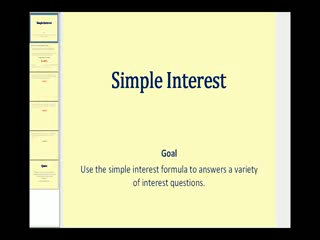 Simple Interest
Goal
Use the simple interest formula to answers a variety
of interest questions.